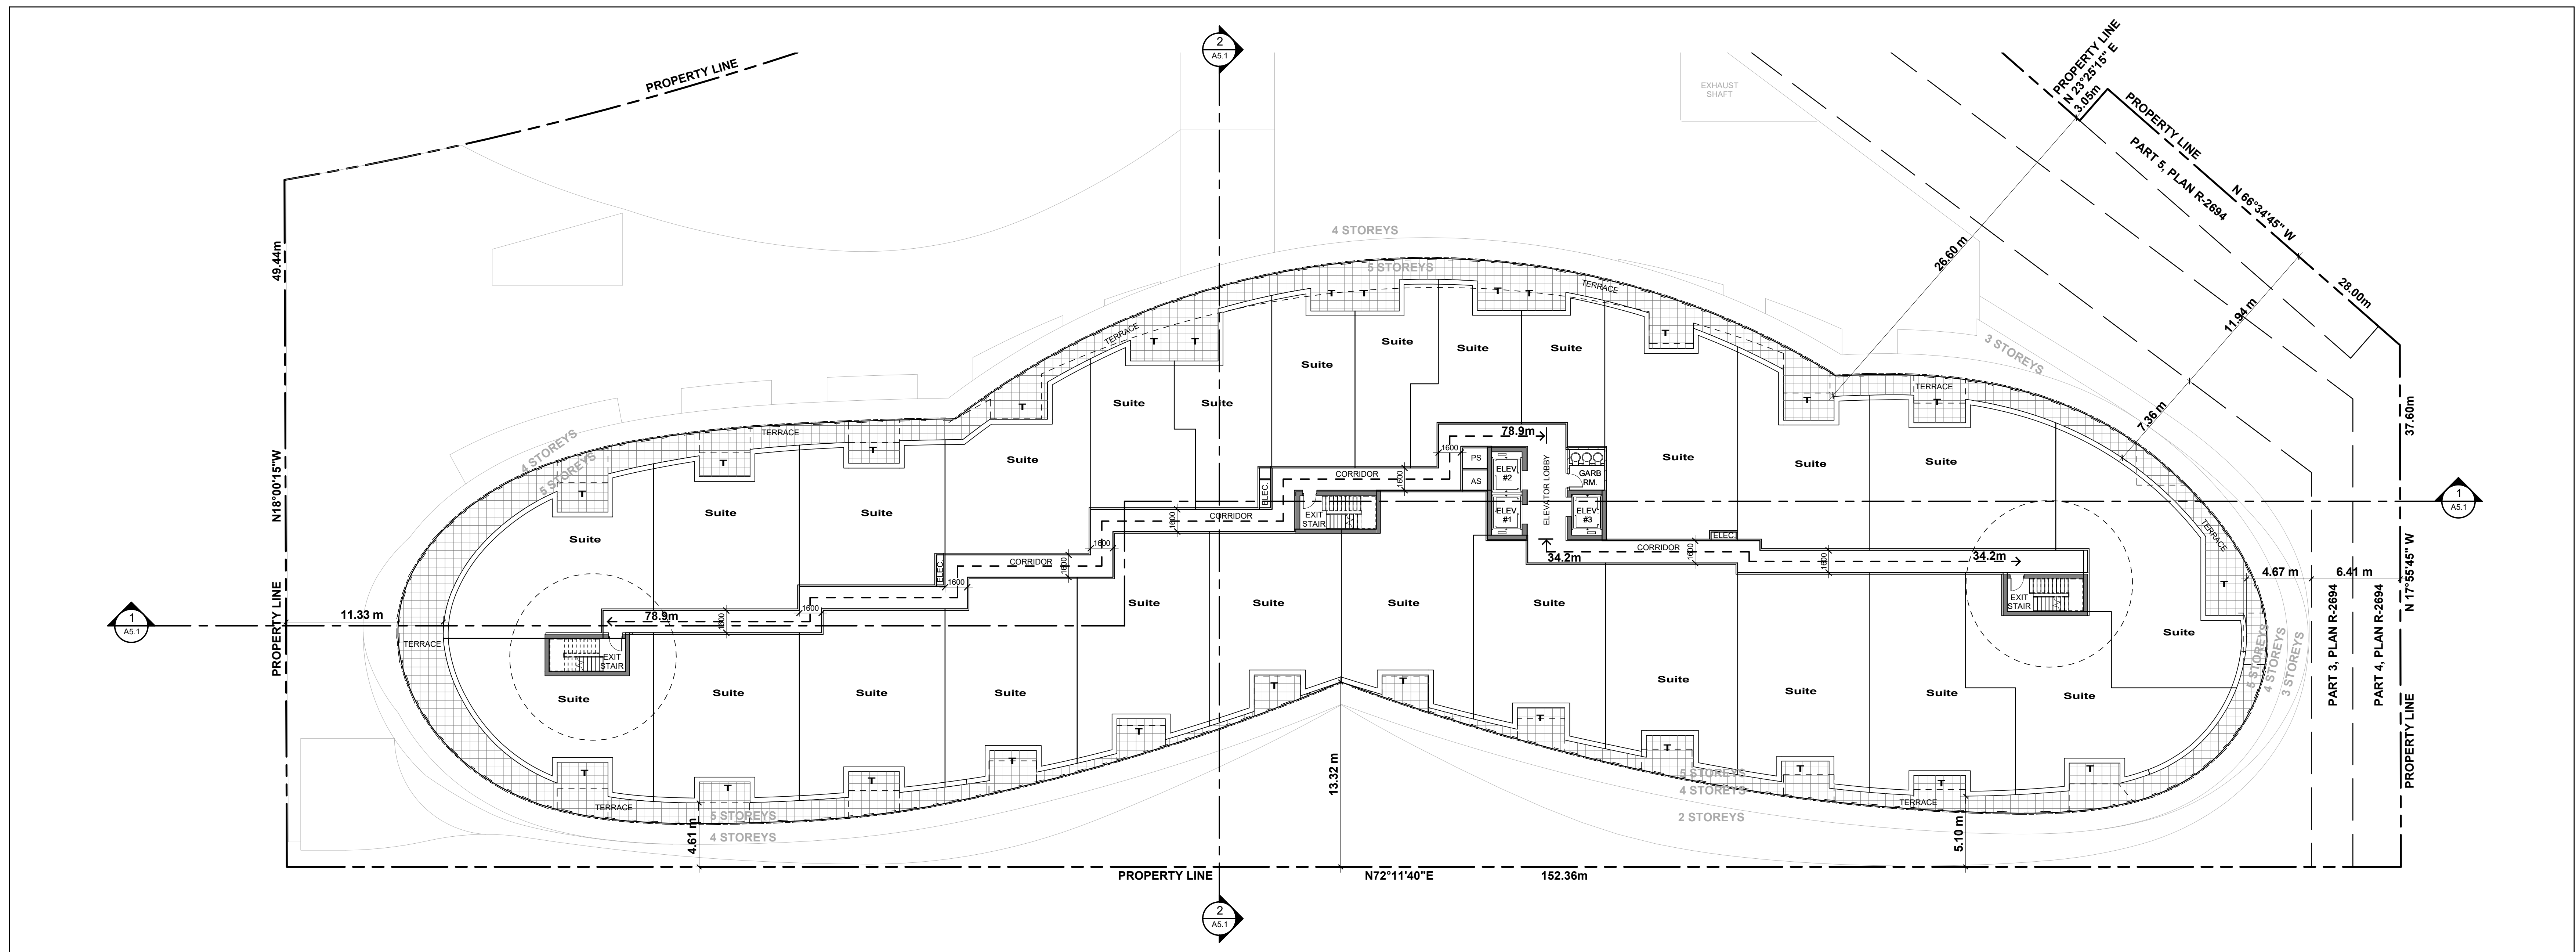 2
A5.1
PROPERTY LINE
PROPERTY LINE
N 23°25'15" E
3.05m
EXHAUST
SHAFT
PROPERTY LINE
PART 5, PLAN R-2694
N 66°34'45" W
28.00m
49.44m
4 STOREYS
5 STOREYS
26.60 m
11.94 m
TERRACE
T
T
T
T
3 STOREYS
TERRACE
T
T
T
Suite
Suite
Suite
Suite
Suite
TERRACE
T
T
7.36 m
37.60m
T
Suite
Suite
TERRACE
4 STOREYS
5 STOREYS
T
T
T
78.9m
1600
CORRIDOR
1600
PS
AS
ELEV.
#2
ELEV.
#1
ELEVATOR LOBBY
GARB
RM.
ELEV.
#3
Suite
Suite
Suite
Suite
N18°00'15"W
Suite
Suite
Suite
ELEC.
EXIT
STAIR
CORRIDOR
1600
1600
1
A5.1
TERRACE
ELEC.
CORRIDOR
1600
34.2m
34.2m
1600
N 17°55'45" W
ELEC.
CORRIDOR
1600
1600
EXIT
STAIR
T
4.67 m
6.41 m
PROPERTY LINE
1
A5.1
11.33 m
78.9m
1600
1600
Suite
Suite
Suite
Suite
Suite
PART 3, PLAN R-2694
PART 4, PLAN R-2694
TERRACE
EXIT
STAIR
5 STOREYS
4 STOREYS
3 STOREYS
Suite
Suite
Suite
Suite
T
T
Suite
Suite
Suite
Suite
PROPERTY LINE
T
T
T
T
T
T
T
T
T
T
TERRACE
5 STOREYS
4 STOREYS
4.61 m
13.32 m
5 STOREYS
4 STOREYS
2 STOREYS
TERRACE
5.10 m
PROPERTY LINE
N72°11'40"E
152.36m
2
A5.1